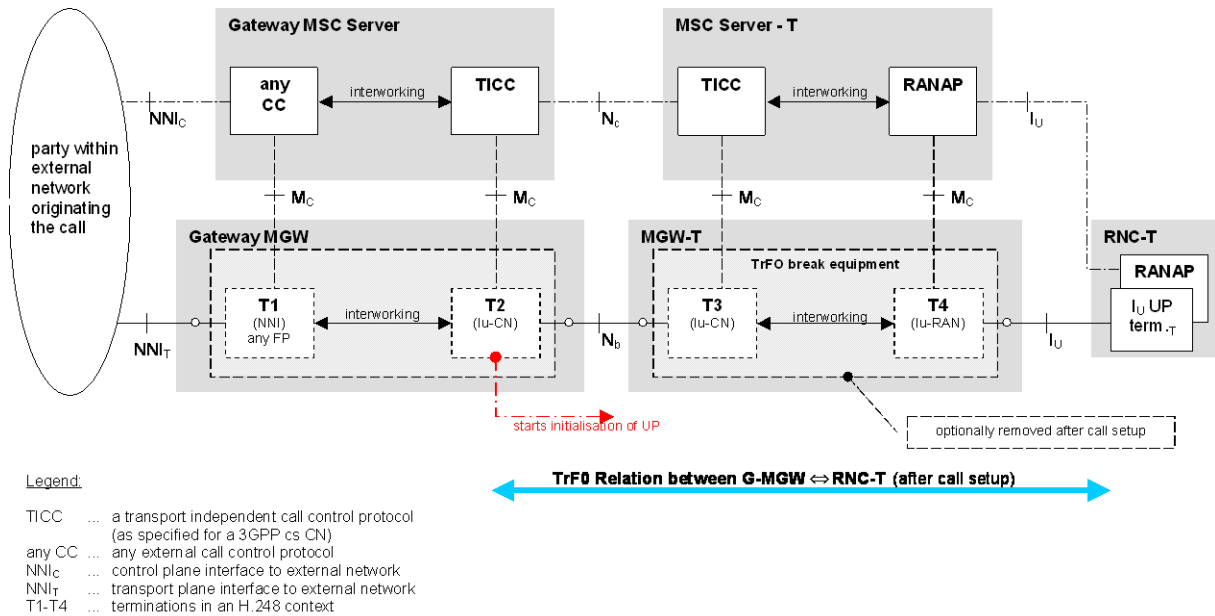 Gateway MSC Server
MSC Server - T
any
CC
interworking
TICC
TICC
interworking
RANAP
NNIC
NC
IU
party within
external
network
originating
the call
MC
MC
MC
MC
Gateway MGW
MGW-T
RNC-T
TrFO break equipment
RANAP
T1
(NNI)
any FP
interworking
T2
(Iu-CN)
T3
(Iu-CN)
interworking
T4
(Iu-RAN)
IU UP
term.T
NNIT
Nb
IU
starts initialisation of UP
optionally removed after call setup
TrF0 Relation between G-MGW ⇔ RNC-T (after call setup)
Legend:
TICC ... a transport independent call control protocol
(as specified for a 3GPP cs CN)
any CC ... any external call control protocol
NNIC ... control plane interface to external network
NNIT ... transport plane interface to external network
T1-T4 ... terminations in an H.248 context